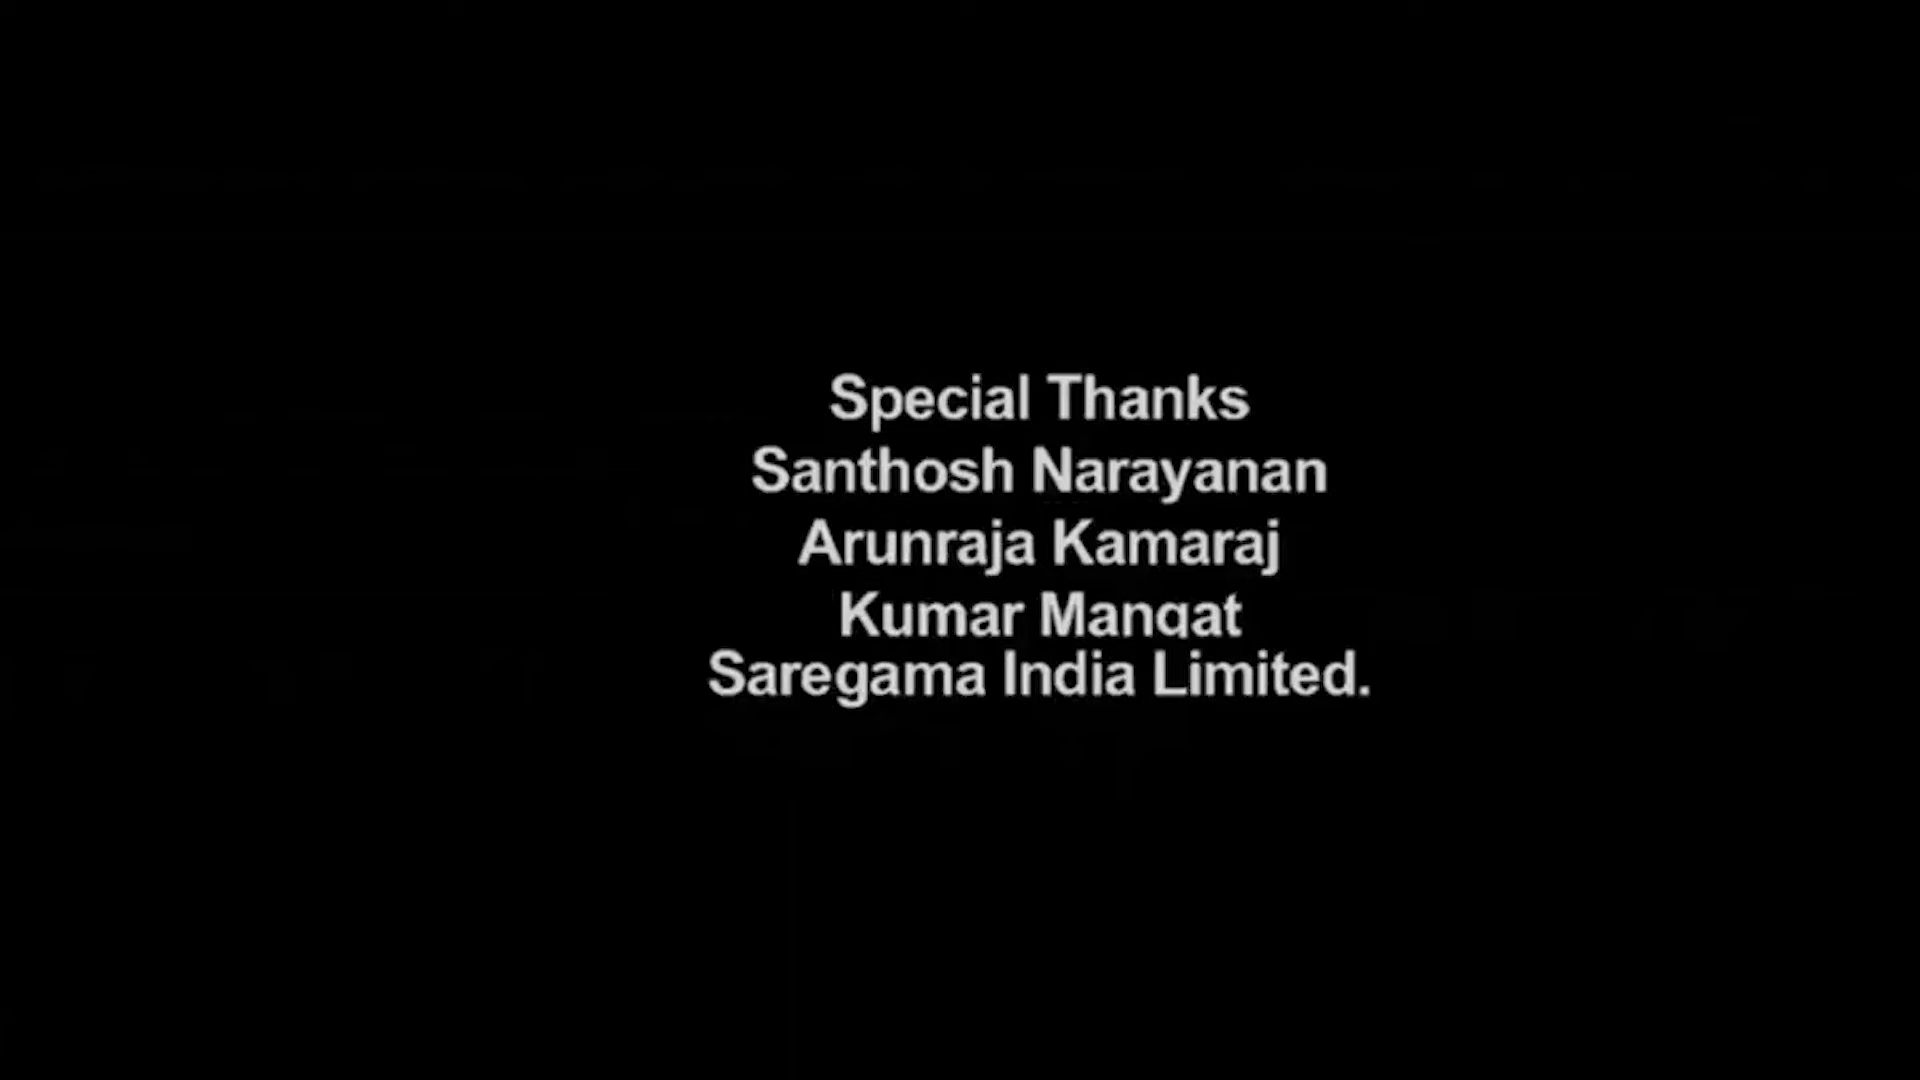 Special Thanks
Santhosh Narayanan
Arunraja Kamaraj
Kumar Mangat
Saregama India Limited.